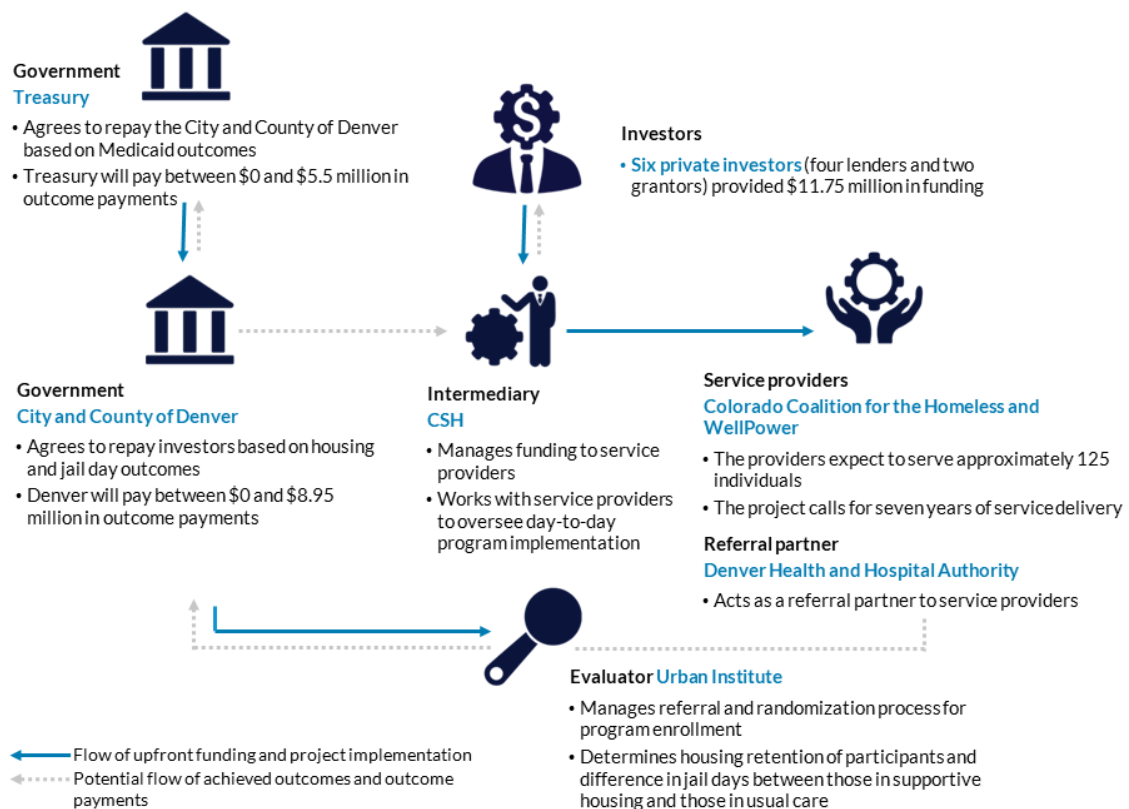 Government
Treasury
• Agrees to repay the City and County of Denver
based on Medicaid outcomes
• Treasury will pay between $0 and $5.5 million in
outcome payments
$
Investors
• Six private investors (four lenders and two
grantors) provided $11.75 million in funding
Government
City and County of Denver
• Agrees to repay investors based on housing
and jail day outcomes
• Denver will pay between $0 and $8.95
million in outcome payments
Intermediary
CSH
• Manages funding to service
providers
• Works with service providers
to oversee day-to-day
program implementation
Service providers
Colorado Coalition for the Homeless and
WellPower
• The providers expect to serve approximately 125
individuals
• The project calls for seven years of service delivery
Referral partner
Denver Health and Hospital Authority
• Acts as a referral partner to service providers
Evaluator Urban Institute
• Manages referral and randomization process for
program enrollment
• Determines housing retention of participants and
difference in jail days between those in supportive
housing and those in usual care
Flow of upfront funding and project implementation
Potential flow of achieved outcomes and outcome
payments